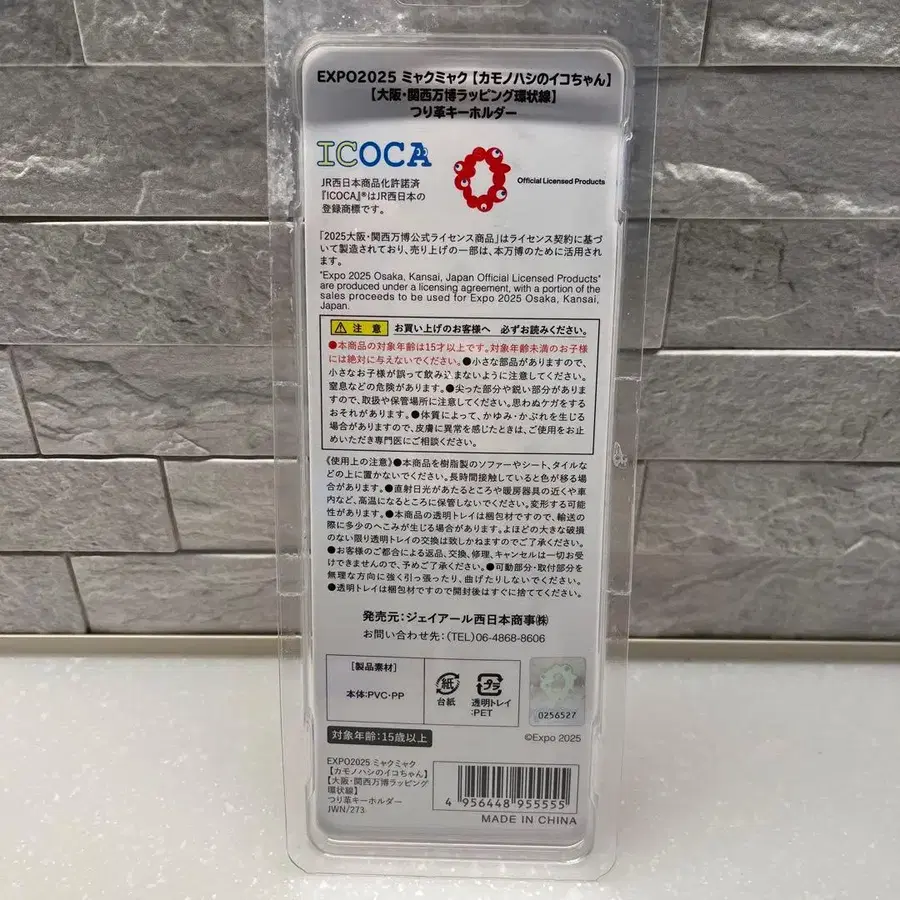 EXPO2025 ミャクミャク【カモノハシのイコちゃん】
【大阪・関西万博ラッピング環状線】
つり革キーホルダー
ICOCA
Official Licensed Products
JR西日本商品化許諾済
『ICOCA』®はJR西日本の
登録商標です。
「2025大阪・関西万博公式ライセンス商品」はライセンス契約に基づ
いて製造されており、売り上げの一部は、本万博のために活用され
ます。
"Expo 2025 Osaka, Kansai, Japan Official Licensed Products"
are produced under a licensing agreement, with a portion of the
sales proceeds to be used for Expo 2025 Osaka, Kansai,
Japan.
⚠注意 お買い上げのお客様へ 必ずお読みください。
●本商品の対象年齢は15才以上です。対象年齢未満のお子様
には絶対に与えないでください。●小さな部品がありますので、
小さなお子様が誤って飲み込まないように注意してください。
窒息などの危険があります。●尖った部分や鋭い部分がありま
すので、取扱や保管場所に注意してください。思わぬケガをする
おそれがあります。●体質によって、かゆみ・かぶれを生じる
場合がありますので、皮膚に異常を感じたときは、ご使用をお止
めいただき専門医にご相談ください。
《使用上の注意》●本商品を樹脂製のソファーやシート、タイルな
どの上に置かないでください。長時間接触していると色が移る場
合があります。●直射日光があたるところや暖房器具の近くや車
内など、高温になるところに保管しないでください。変形する可能
性があります。●本商品の透明トレイは梱包材ですので、輸送の
際に多少のへこみが生じる場合があります。よほどの大きな破損
のない限り透明トレイの交換は致しかねますのでご了承ください。
●お客様のご都合による返品、交換、修理、キャンセルは一切お受
けできませんので、予めご了承ください。●可動部分・取付部分を
無理な方向に強く引っ張ったり、曲げたりしないでください。
●透明トレイは梱包材ですので開封後はすぐに捨ててください。
発売元:ジェイアール西日本商事㈱
お問い合わせ先:(TEL)06-4868-8606
[製品素材]
本体:PVC・PP
紙
台紙
プラ
透明トレイ
:PET
0256527
対象年齢:15歳以上
©Expo 2025
EXPO2025 ミャクミャク
【カモノハシのイコちゃん】
【大阪・関西万博ラッピング
環状線】
つり革キーホルダー
JWN/273
4 956448 955555
MADE IN CHINA